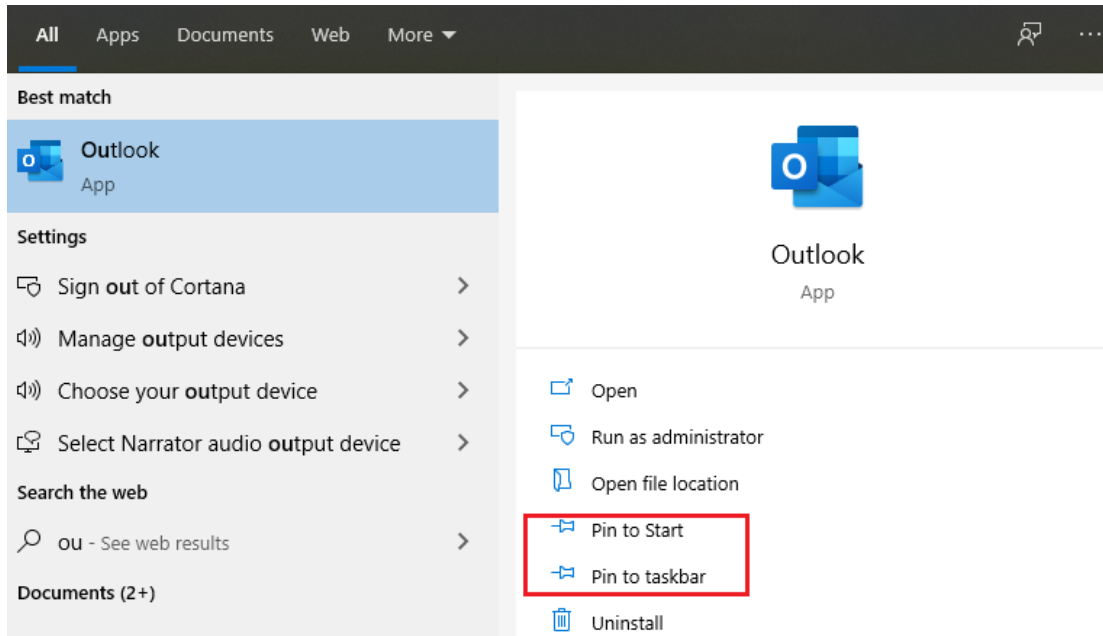 All Apps Documents Web More
Best match
Outlook
App
Settings
Sign out of Cortana
Manage output devices
Choose your output device
Select Narrator audio output device
Search the web
ou - See web results
Documents (2+)
Outlook
App
Open
Run as administrator
Open file location
Pin to Start
Pin to taskbar
Uninstall